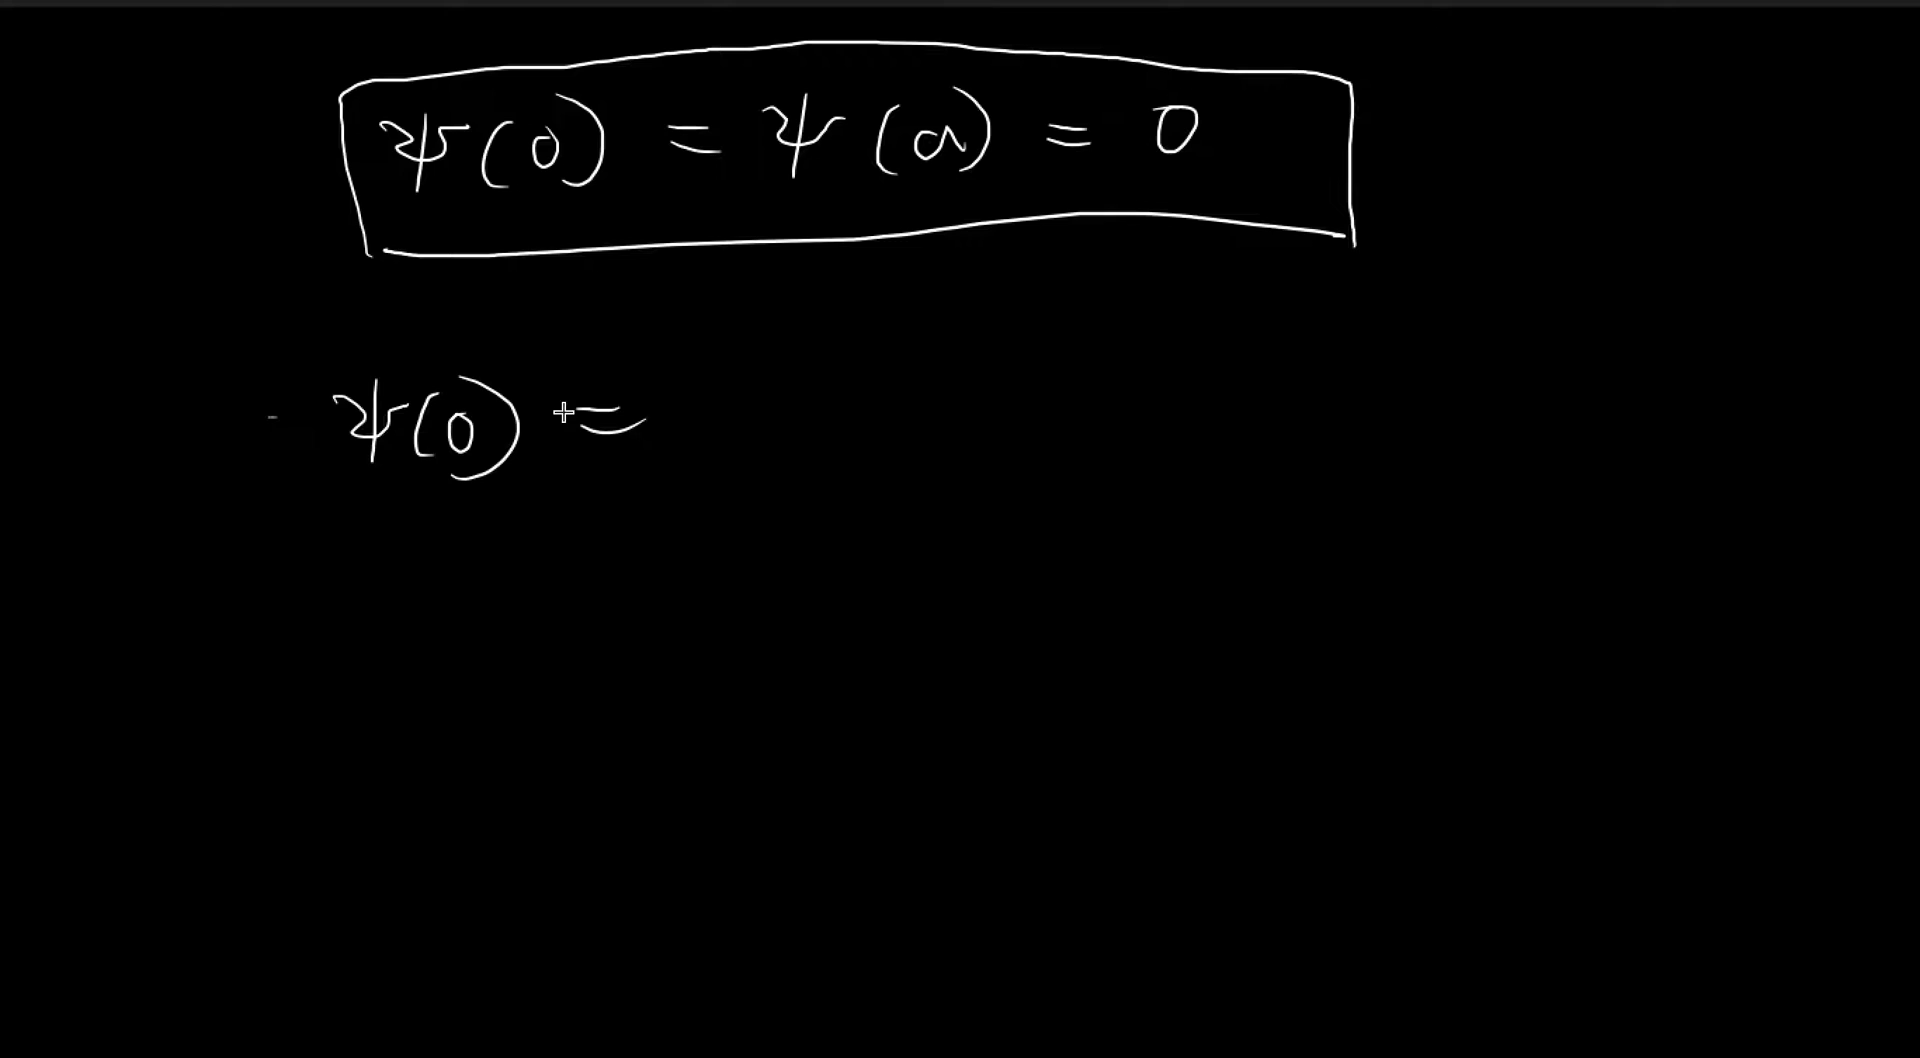 ψ(0) = ψ(a) = 0
ψ(0) =